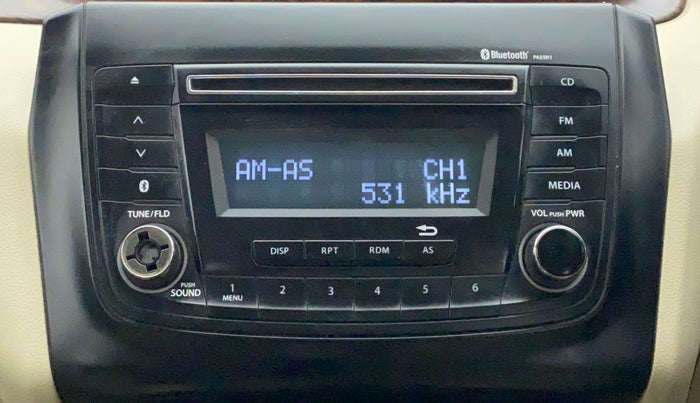 Bluetooth PASSR1
CD
FM
AM
MEDIA
AM-AS CH1
531 kHz
TUNE/FLD
VOL PUSH PWR
DISP RPT RDM AS
PUSH
SOUND
1 2 3 4 5 6
MENU